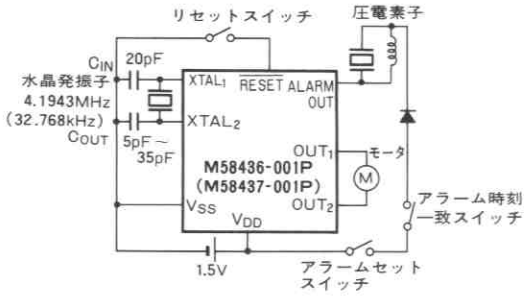 リセットスイッチ
圧電素子
CIN
20pF
水晶発振子
4.1943MHz
(32.768kHz)
COUT
5pF～
35pF
XTAL1
RESET
ALARM
OUT
XTAL2
OUT1
モータ
M58436-001P
(M58437-001P)
M
OUT2
VSS
VDD
アラーム時刻
一致スイッチ
1.5V
アラームセット
スイッチ